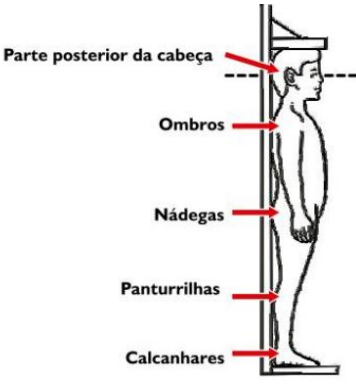 Parte posterior da cabeça
Ombros
Nádegas
Panturrilhas
Calcanhares